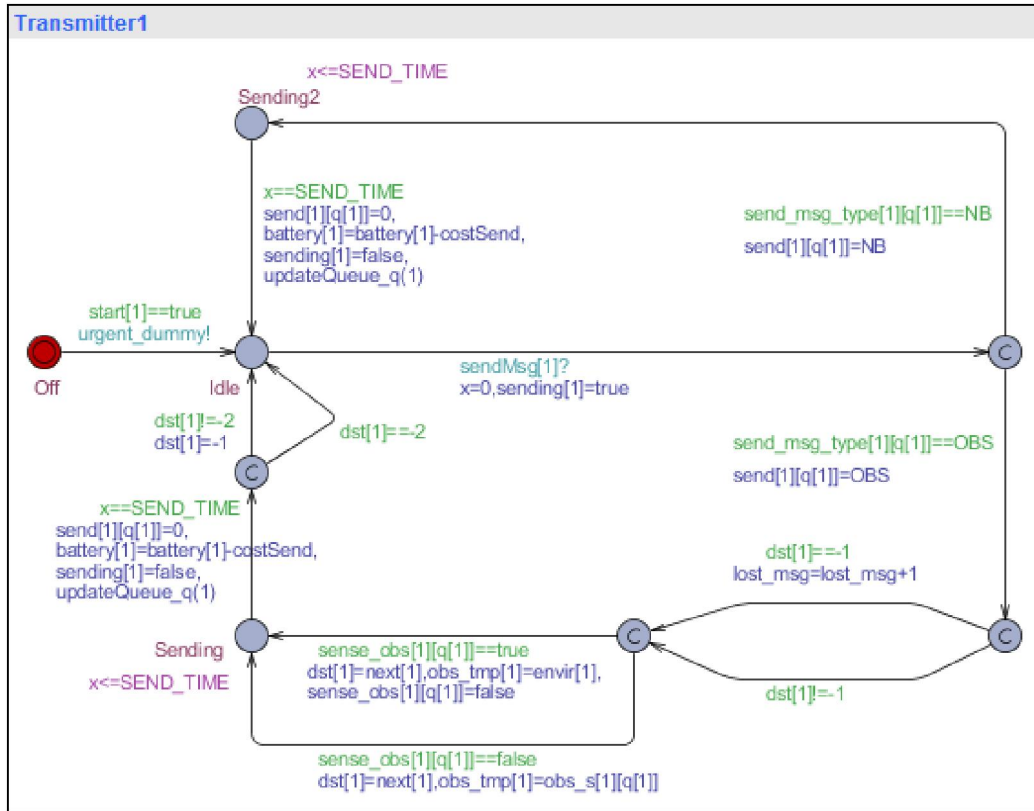 Transmitter1
x<=SEND_TIME
Sending2
x==SEND_TIME
send[1][q[1]]=0,
battery[1]=battery[1]-costSend,
sending[1]=false,
updateQueue_q(1)
send_msg_type[1][q[1]]==NB
send[1][q[1]]=NB
start[1]==true
urgent_dummy!
Off
Idle
sendMsg[1]?
x=0,sending[1]=true
C
dst[1]!=-2
dst[1]=-1
dst[1]==-2
C
send_msg_type[1][q[1]]==OBS
send[1][q[1]]=OBS
x==SEND_TIME
send[1][q[1]]=0,
battery[1]=battery[1]-costSend,
sending[1]=false,
updateQueue_q(1)
dst[1]==-1
lost_msg=lost_msg+1
Sending
x<=SEND_TIME
C
C
sense_obs[1][q[1]]==true
dst[1]=next[1],obs_tmp[1]=envir[1],
sense_obs[1][q[1]]=false
dst[1]!=-1
sense_obs[1][q[1]]==false
dst[1]=next[1],obs_tmp[1]=obs_s[1][q[1]]